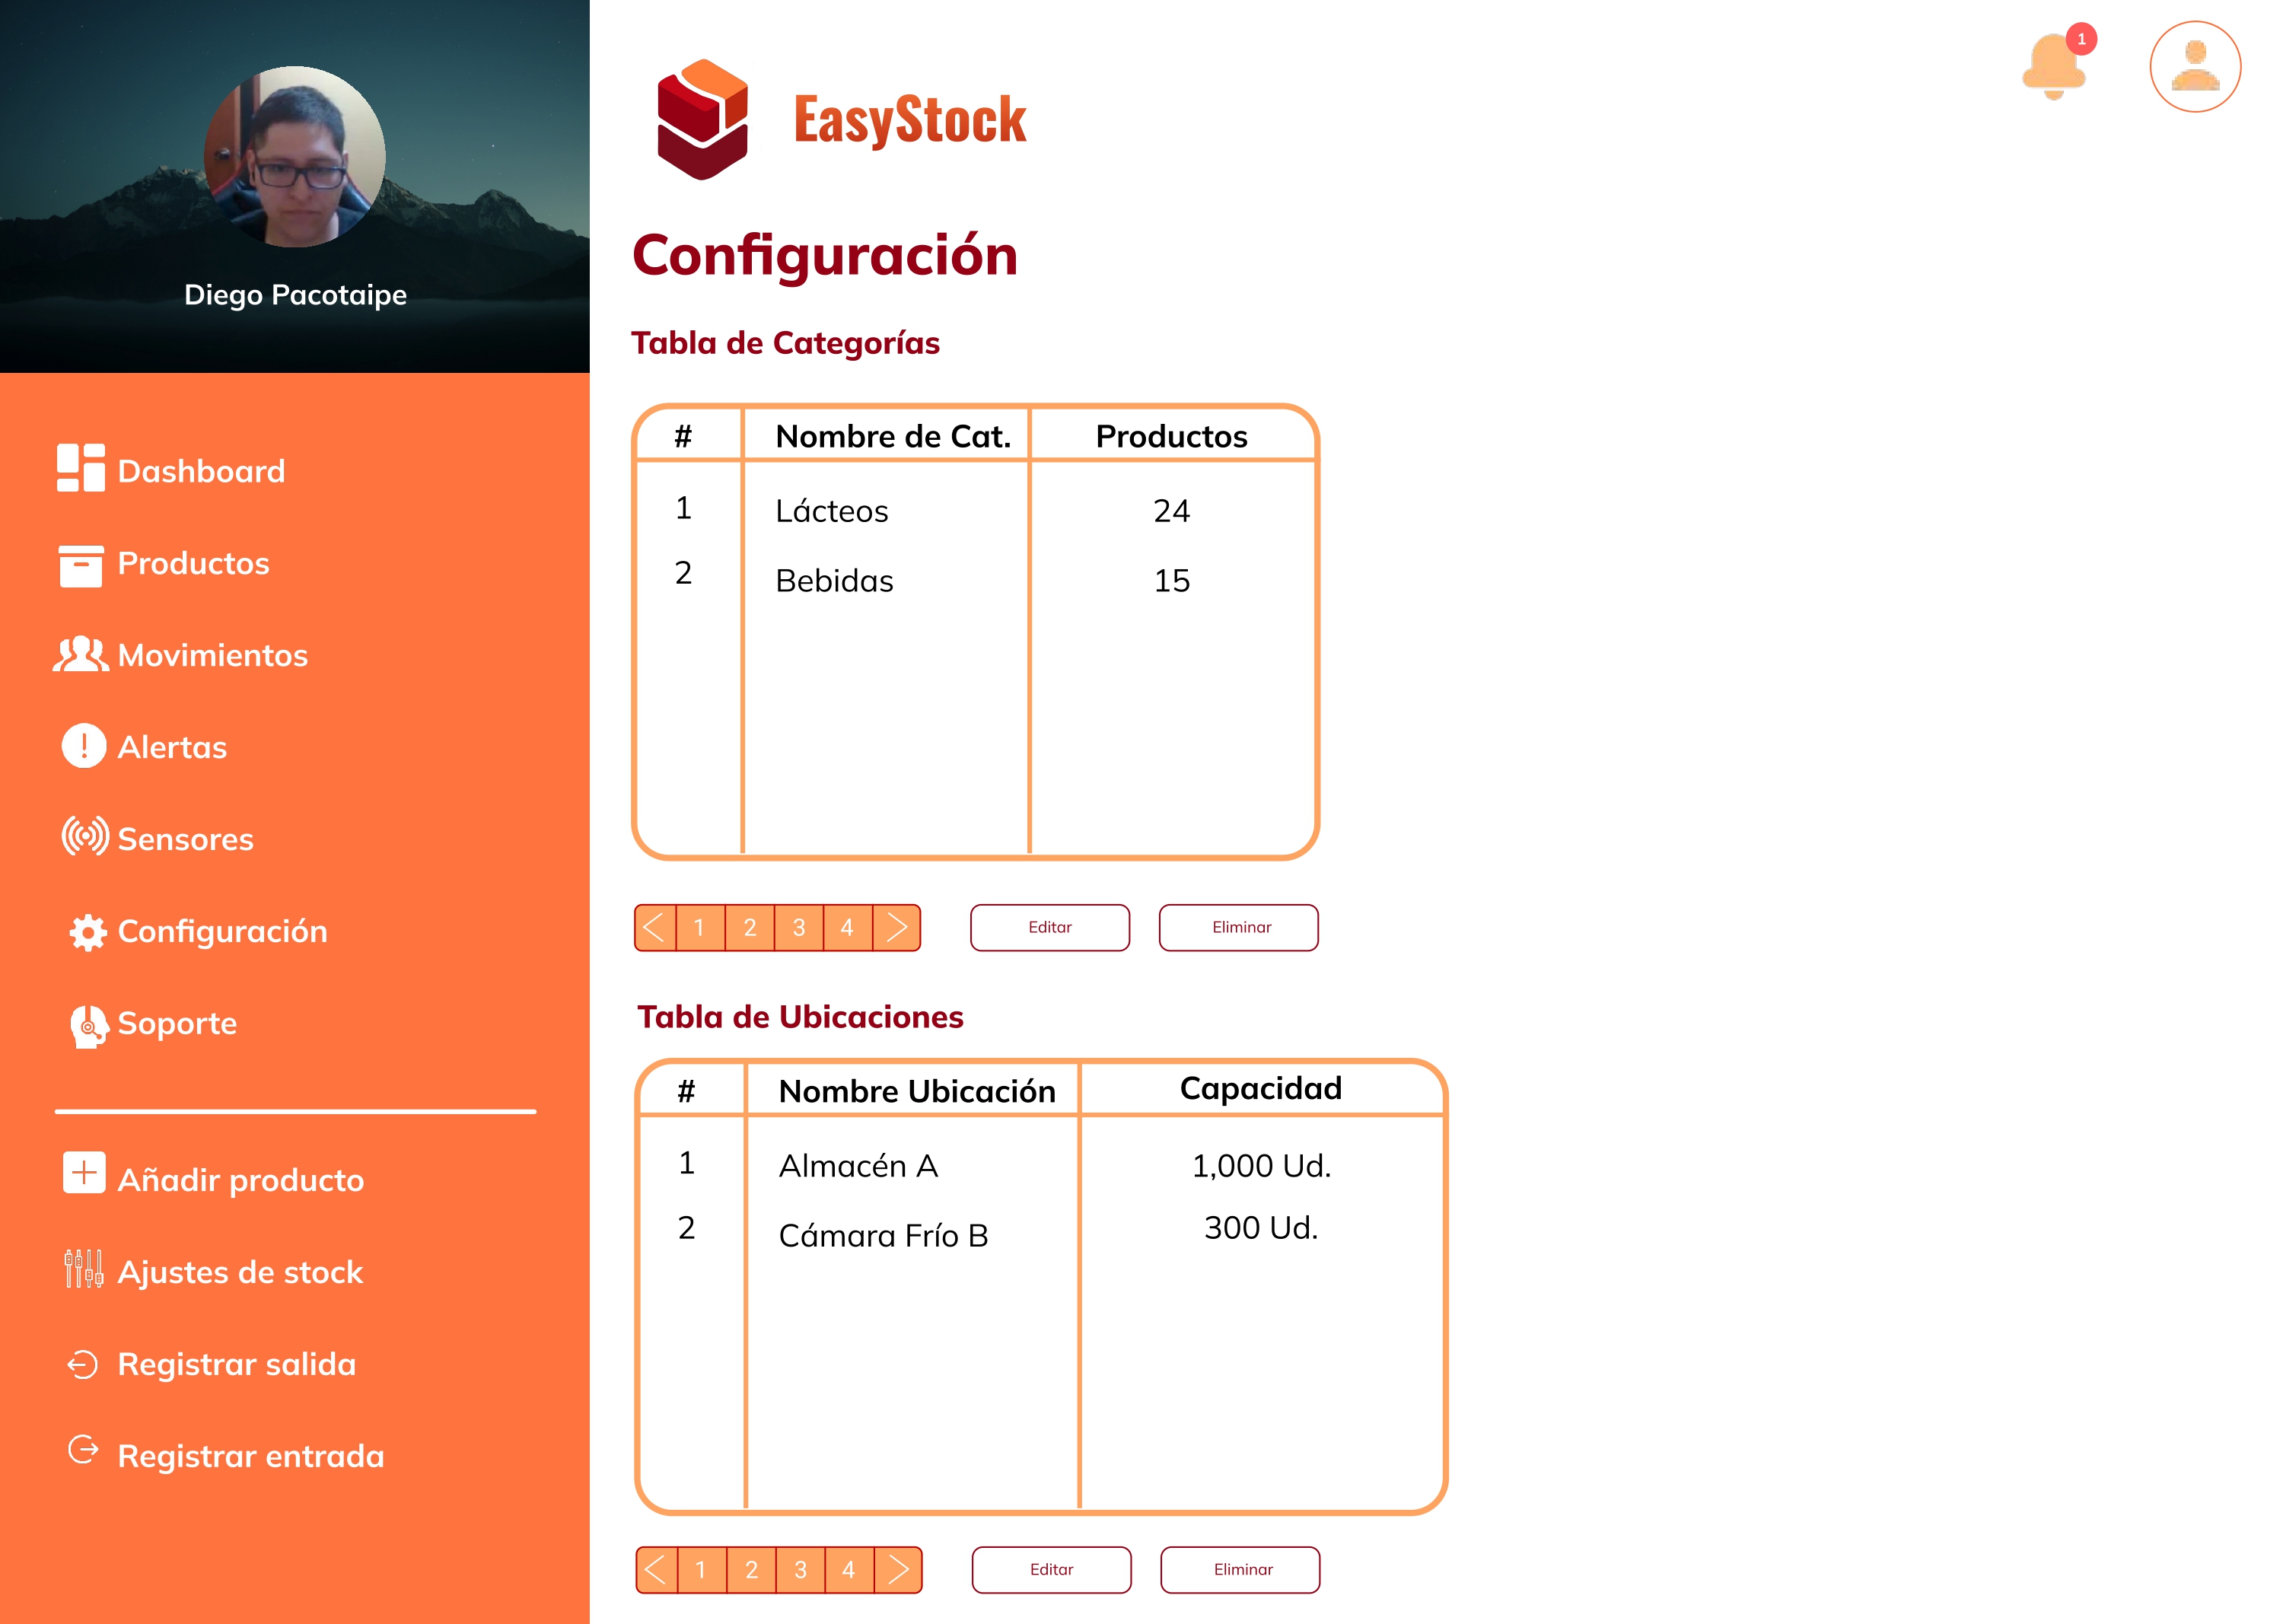 Diego Pacotaipe
Dashboard
Productos
Movimientos
Alertas
Sensores
Configuración
Soporte
Añadir producto
Ajustes de stock
Registrar salida
Registrar entrada
1
EasyStock
Configuración
Tabla de Categorías
# Nombre de Cat. Productos
1 Lácteos 24
2 Bebidas 15
1 2 3 4 Editar Eliminar
Tabla de Ubicaciones
# Nombre Ubicación Capacidad
1 Almacén A 1,000 Ud.
2 Cámara Frío B 300 Ud.
1 2 3 4 Editar Eliminar